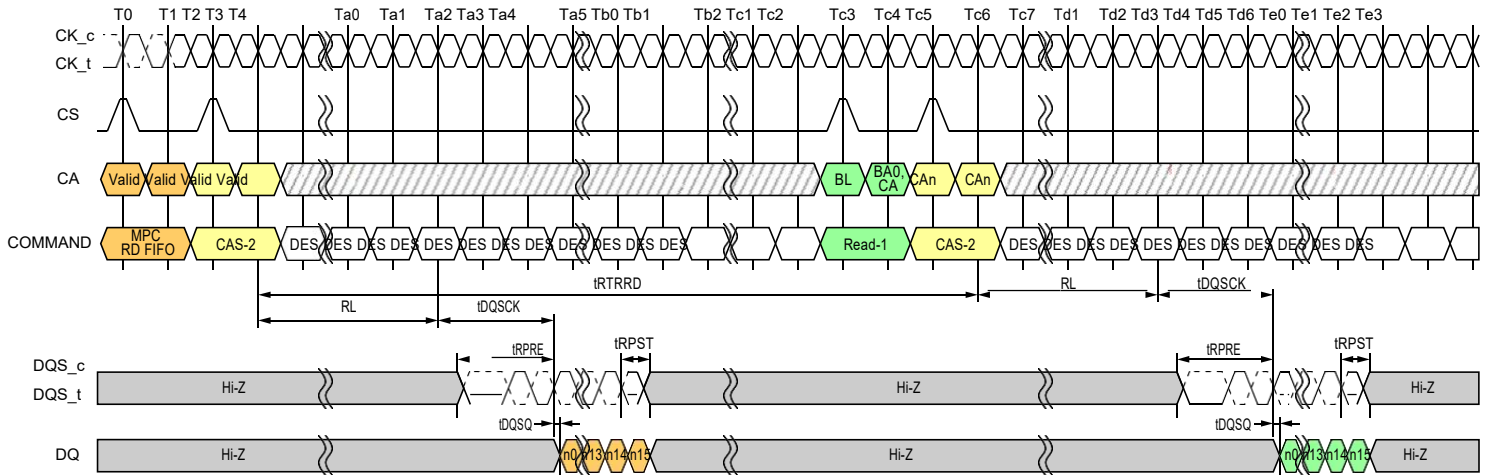 T0 T1 T2 T3 T4 Ta0 Ta1 Ta2 Ta3 Ta4 Ta5 Tb0 Tb1 Tb2 Tc1 Tc2 Tc3 Tc4 Tc5 Tc6 Tc7 Td1 Td2 Td3 Td4 Td5 Td6 Te0 Te1 Te2 Te3
CK_c
CK_t
CS
CA Valid Valid Valid Valid BL BA0, CA CAn CAn
COMMAND MPC RD FIFO CAS-2 DES DES DES DES DES DES DES DES DES DES DES Read-1 CAS-2 DES DES DES DES DES DES DES DES DES DES DES
tRTRRD RL tDQSCK
RL tDQSCK
tRPRE tRPST tRPRE tRPST
DQS_c
DQS_t Hi-Z Hi-Z Hi-Z
tDQSQ tDQSQ
DQ Hi-Z n0 n13 n14 n15 Hi-Z n0 n13 n14 n15 Hi-Z